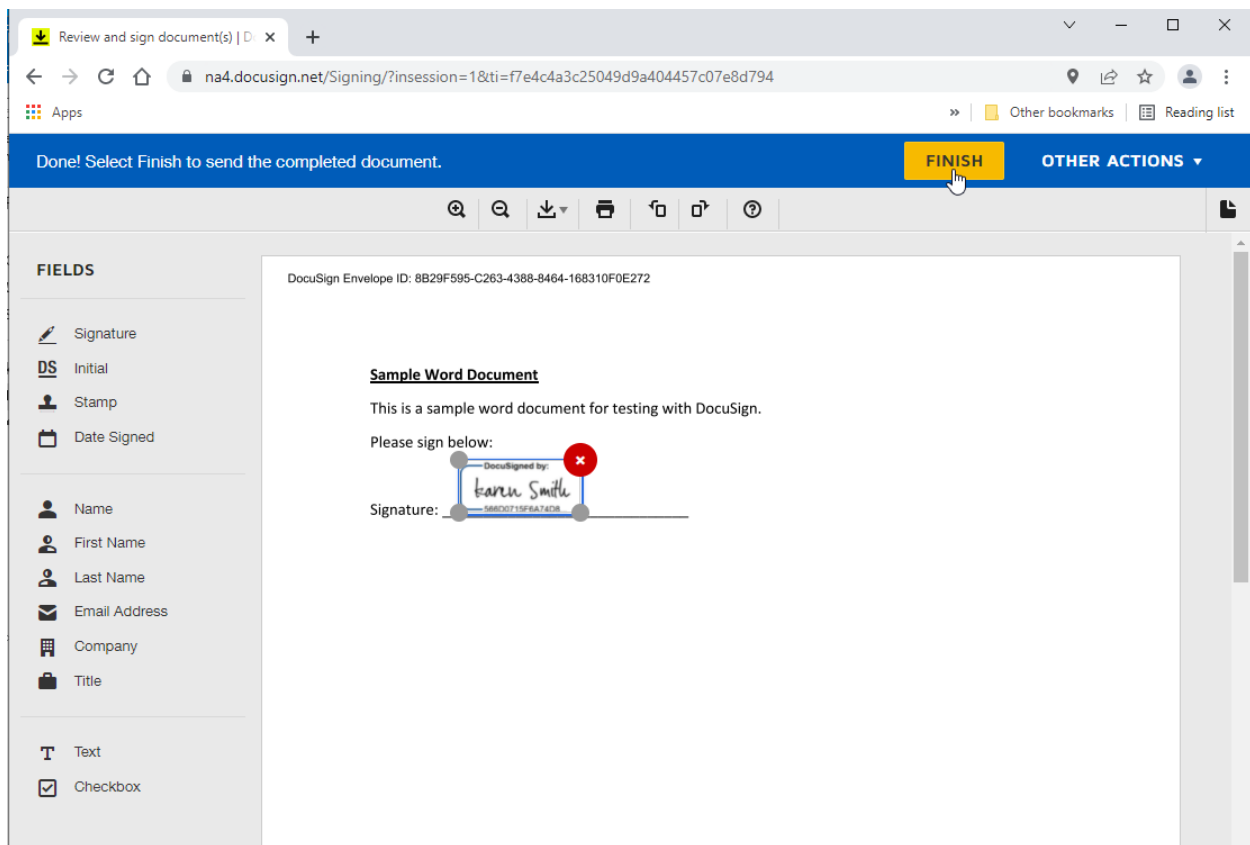 Review and sign document(s) | Do
na4.docusign.net/Signing/?insession=1&ti=f7e4c4a3c25049d9a404457c07e8d794
Apps
»
Other bookmarks
Reading list
Done! Select Finish to send the completed document.
FINISH
OTHER ACTIONS
FIELDS
Signature
DS Initial
Stamp
Date Signed
Name
First Name
Last Name
Email Address
Company
Title
T Text
Checkbox
DocuSign Envelope ID: 8B29F595-C263-4388-8464-168310F0E272
Sample Word Document
This is a sample word document for testing with DocuSign.
Please sign below:
DocuSigned by:
Karen Smith
566D0715F6A74D8...
Signature: